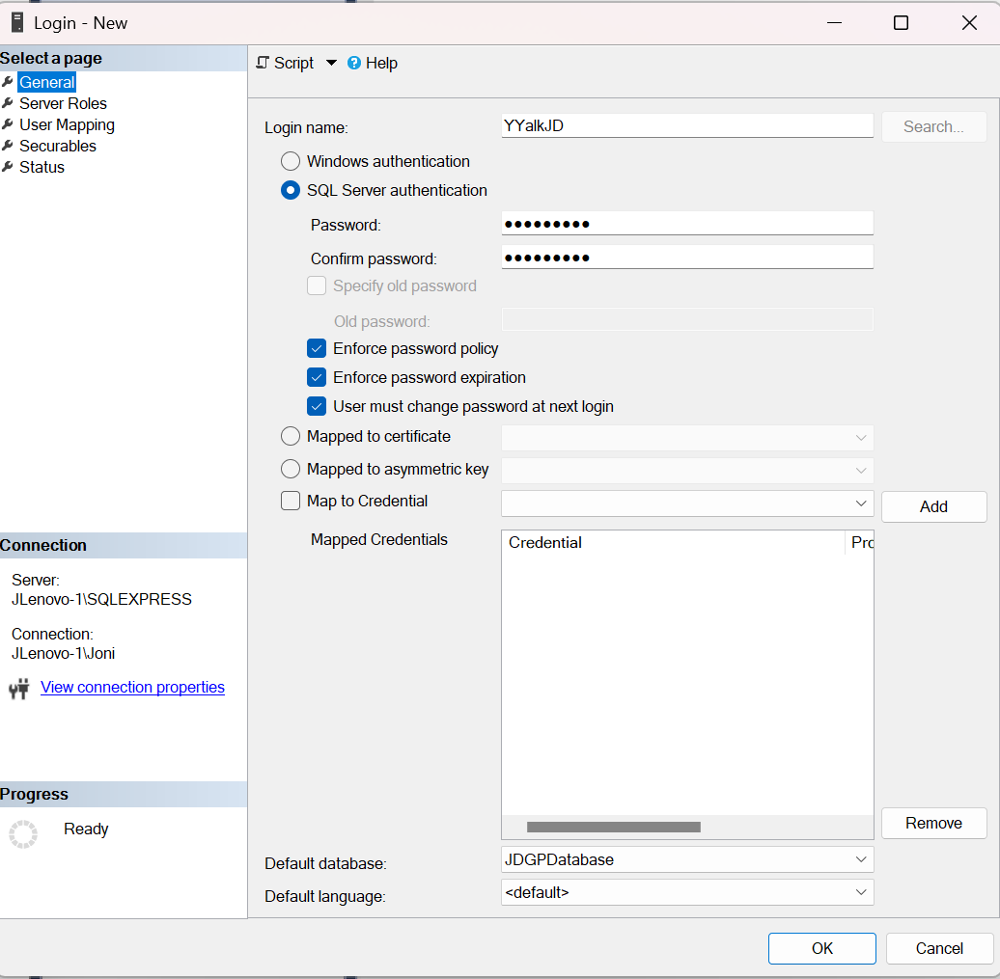 Login - New
Select a page
General
Server Roles
User Mapping
Securables
Status
Script
Help
Login name:
YYalkJD
Search...
Windows authentication
SQL Server authentication
Password:
●●●●●●●●●
Confirm password:
●●●●●●●●●
Specify old password
Old password:
Enforce password policy
Enforce password expiration
User must change password at next login
Mapped to certificate
Mapped to asymmetric key
Map to Credential
Add
Mapped Credentials
Credential
Pro
Remove
Default database:
JDGPDatabase
Default language:
<default>
Connection
Server:
JLenovo-1\SQLEXPRESS
Connection:
JLenovo-1\Joni
View connection properties
Progress
Ready
OK
Cancel